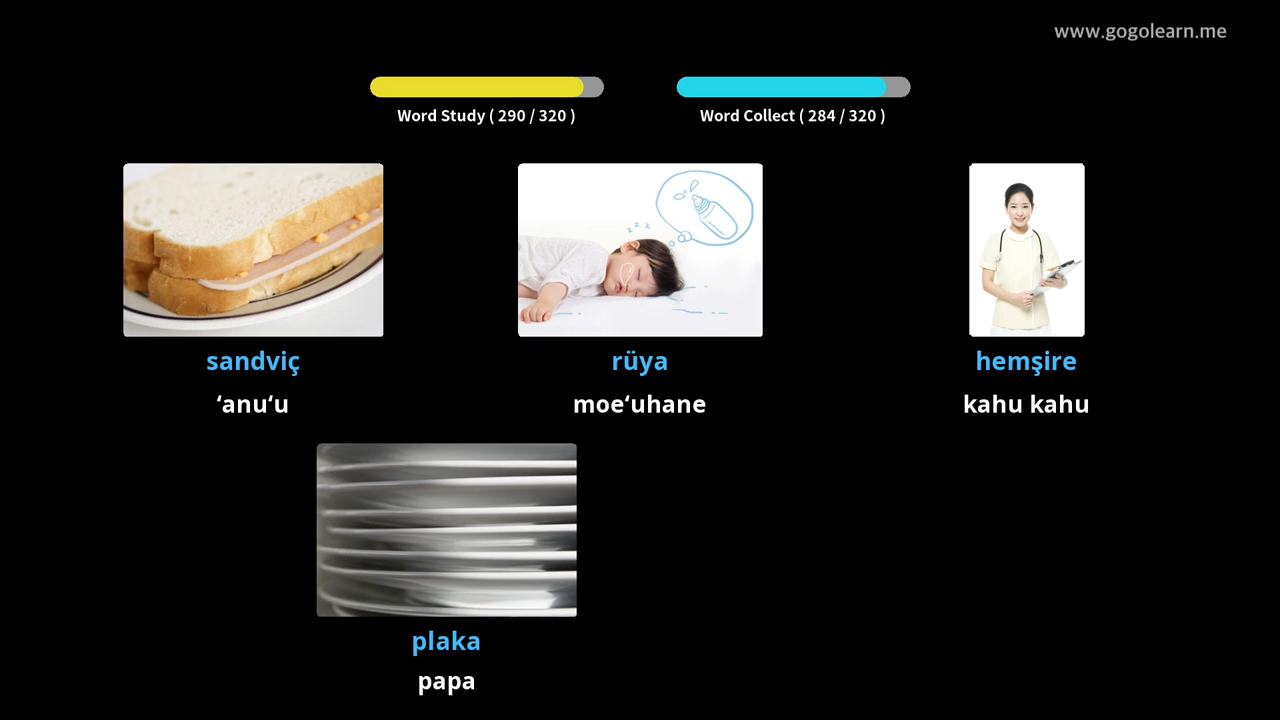 www.gogolearn.me
Word Study ( 290 / 320 )
Word Collect ( 284 / 320 )
sandviç
rüya
hemşire
ʻanuʻu
moeʻuhane
kahu kahu
plaka
papa